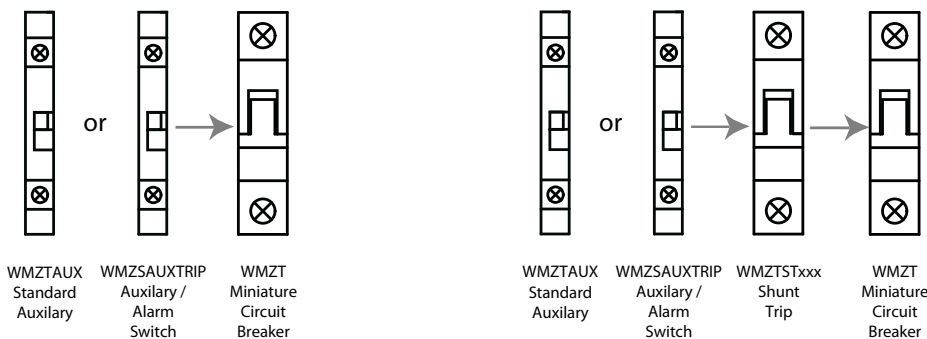 or
or
WMZTAUX
Standard
Auxilary
WMZSAUXTRIP
Auxilary /
Alarm
Switch
WMZT
Miniature
Circuit
Breaker
WMZTAUX
Standard
Auxilary
WMZSAUXTRIP
Auxilary /
Alarm
Switch
WMZTSTxxx
Shunt
Trip
WMZT
Miniature
Circuit
Breaker